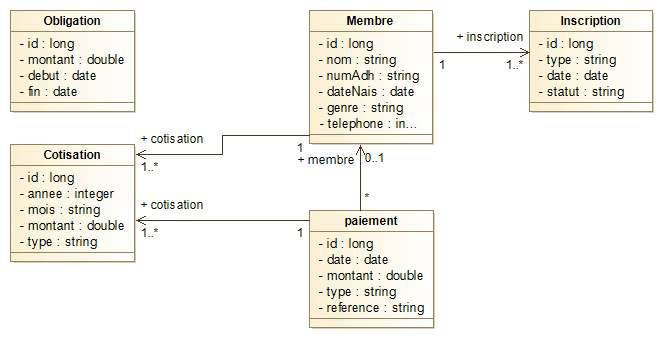 Obligation
- id : long
- montant : double
- debut : date
- fin : date
Membre
- id : long
- nom : string
- numAdh : string
- dateNais : date
- genre : string
- telephone : in...
+ inscription
1
1..*
Inscription
- id : long
- type : string
- date : date
- statut : string
+ cotisation
1
1..*
Cotisation
- id : long
- annee : integer
- mois : string
- montant : double
- type : string
+ membre
0..1
*
+ cotisation
1..*
1
paiement
- id : long
- date : date
- montant : double
- type : string
- reference : string